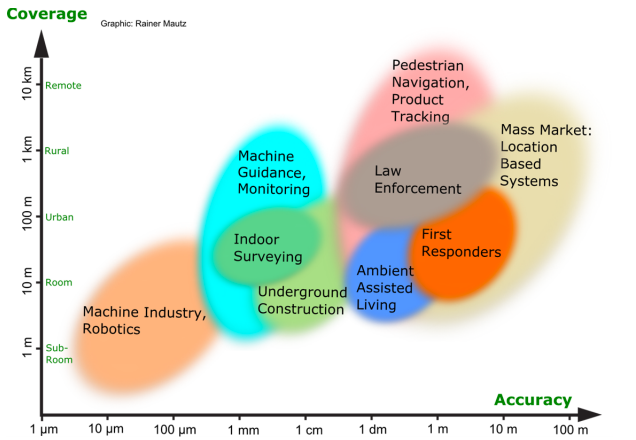 Coverage
Graphic: Rainer Mautz
10 km
Remote
1 km
Rural
100 m
Urban
10 m
Room
1 m
Sub-
Room
Pedestrian
Navigation,
Product
Tracking
Mass Market:
Location
Based
Systems
Machine
Guidance,
Monitoring
Law
Enforcement
Indoor
Surveying
First
Responders
Ambient
Assisted
Living
Underground
Construction
Machine Industry,
Robotics
Accuracy
1 µm 10 µm 100 µm 1 mm 1 cm 1 dm 1 m 10 m 100 m